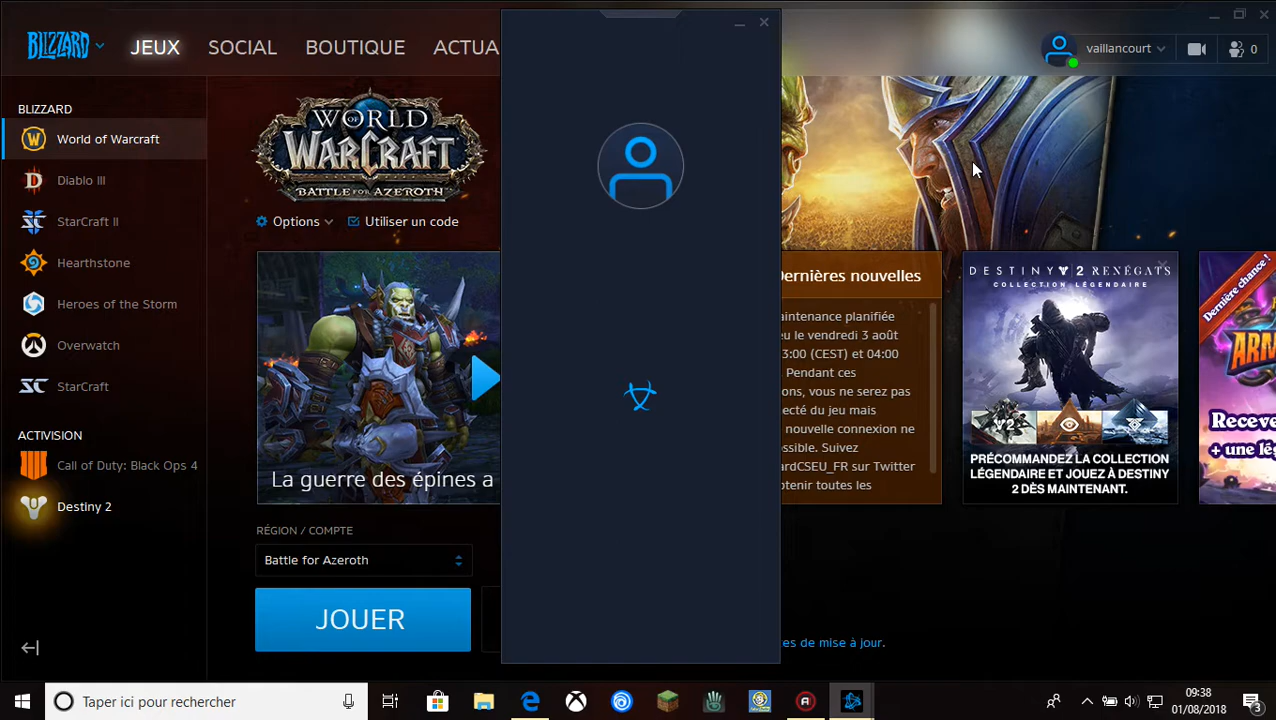 BLIZZARD
JEUX
SOCIAL
BOUTIQUE
ACTUA
vaillancourt
0
BLIZZARD
World of Warcraft
Diablo III
StarCraft II
Hearthstone
Heroes of the Storm
Overwatch
StarCraft
ACTIVISION
Call of Duty: Black Ops 4
Destiny 2
WORLD
OF
WARCRAFT
BATTLE FOR AZEROTH
Options
Utiliser un code
La guerre des épines a
RÉGION / COMPTE
Battle for Azeroth
JOUER
Dernières nouvelles
aintenance planifiée
eu le vendredi 3 août
3:00 (CEST) et 04:00
Pendant ces
ons, vous ne serez pas
ecté du jeu mais
nouvelle connexion ne
ossible. Suivez
ardCSEU_FR sur Twitter
btenir toutes les
DESTINY 2 RENÉGATS
COLLECTION LÉGENDAIRE
PRÉCOMMANDEZ LA COLLECTION
LÉGENDAIRE ET JOUEZ À DESTINY
2 DÈS MAINTENANT.
Dernière chance !
ARM
Receve
+ une lé
es de mise à jour.
Taper ici pour rechercher
09:38
01/08/2018
3